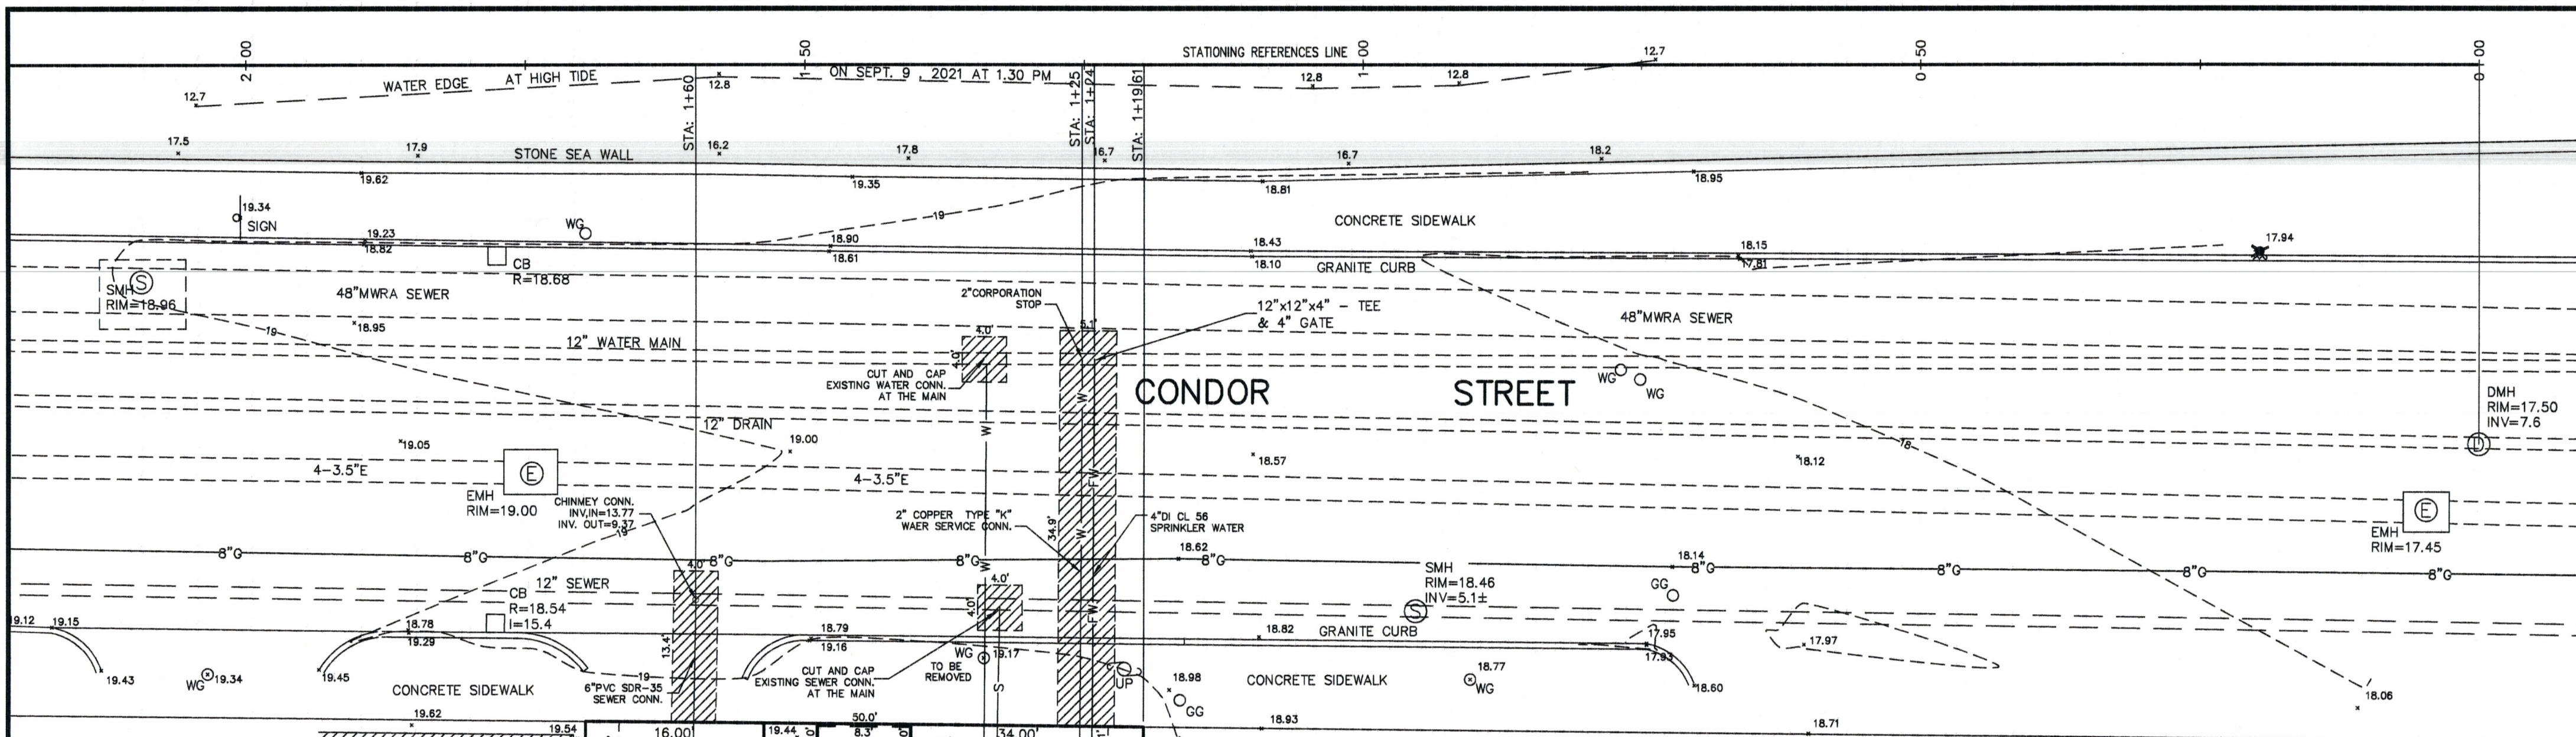 2+00
1+50
STATIONING REFERENCES LINE
1+00
12.7
0+50
0+00
WATER EDGE AT HIGH TIDE ON SEPT. 9 , 2021 AT 1.30 PM
12.7
12.8
12.8
12.8
STA: 1+60
STA: 1+25
STA: 1+24
STA: 1+19.61
17.5
17.9
STONE SEA WALL
16.2
17.8
16.7
16.7
18.2
19.62
19.35
18.81
18.95
19.34
SIGN
WG
19
CONCRETE SIDEWALK
19.23
18.82
18.90
18.61
18.43
18.10
18.15
17.81
17.94
CB
R=18.68
GRANITE CURB
S
SMH
RIM=18.96
48"MWRA SEWER
2"CORPORATION
STOP
12"x12"x4" - TEE
& 4" GATE
48"MWRA SEWER
19
18.95
12" WATER MAIN
4.0'
4.0'
5.1'
CUT AND CAP
EXISTING WATER CONN.
AT THE MAIN
W
W
CONDOR STREET
WG
WG
DMH
RIM=17.50
INV=7.6
D
12" DRAIN
19.05
19.00
18
4-3.5"E
E
EMH
RIM=19.00
4-3.5"E
FW
18.57
18.12
E
EMH
RIM=17.45
CHINMEY CONN.
INV,IN=13.77
INV. OUT=9.37
19
2" COPPER TYPE "K"
WAER SERVICE CONN.
34.9'
W
4"DI CL 56
SPRINKLER WATER
8"G
8"G
8"G
8"G
18.62
8"G
18.14
8"G
8"G
8"G
12" SEWER
4.0'
W
4.0'
4.0'
SMH
RIM=18.46
INV=5.1±
S
GG
CB
R=18.54
I=15.4
FW
19.12
19.15
18.78
19.29
13.4'
18.79
19.16
18.82
GRANITE CURB
17.95
17.93
17.97
19.43
WG
19.34
19.45
CONCRETE SIDEWALK
19
6"PVC SDR-35
SEWER CONN.
CUT AND CAP
EXISTING SEWER CONN.
AT THE MAIN
WG
19.17
TO BE
REMOVED
S
UP
18.98
GG
CONCRETE SIDEWALK
18.77
WG
18.60
18.06
19.62
19.54
16.00'
19.44
50.0'
8.3'
34.00'
18.93
18.71